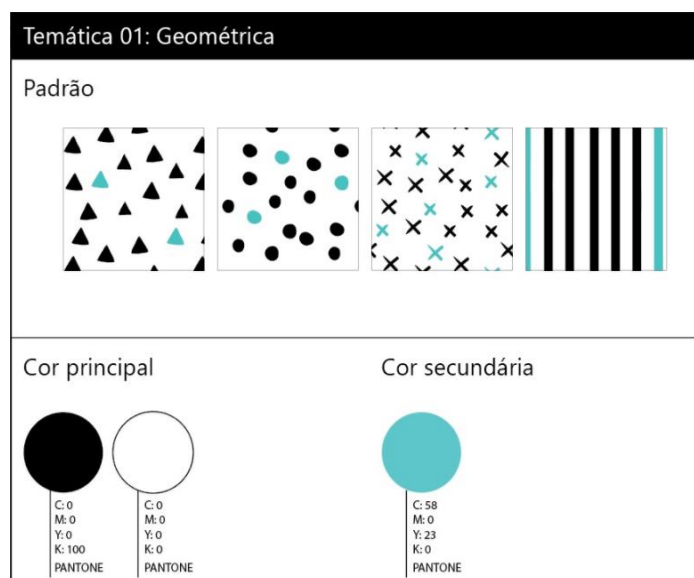 Temática 01: Geométrica
Padrão
Cor principal
Cor secundária
C: 0
M: 0
Y: 0
K: 100
PANTONE
C: 0
M: 0
Y: 0
K: 0
PANTONE
C: 58
M: 0
Y: 23
K: 0
PANTONE